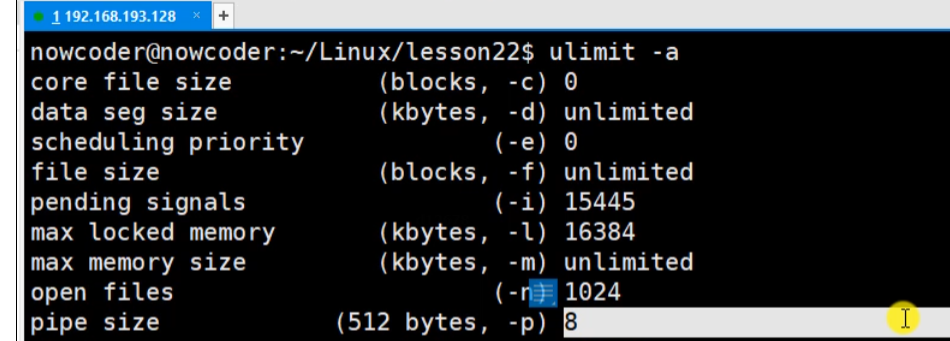 1 192.168.193.128 × +
nowcoder@nowcoder:~/Linux/lesson22$ ulimit -a
core file size (blocks, -c) 0
data seg size (kbytes, -d) unlimited
scheduling priority (-e) 0
file size (blocks, -f) unlimited
pending signals (-i) 15445
max locked memory (kbytes, -l) 16384
max memory size (kbytes, -m) unlimited
open files (-n) 1024
pipe size (512 bytes, -p) 8